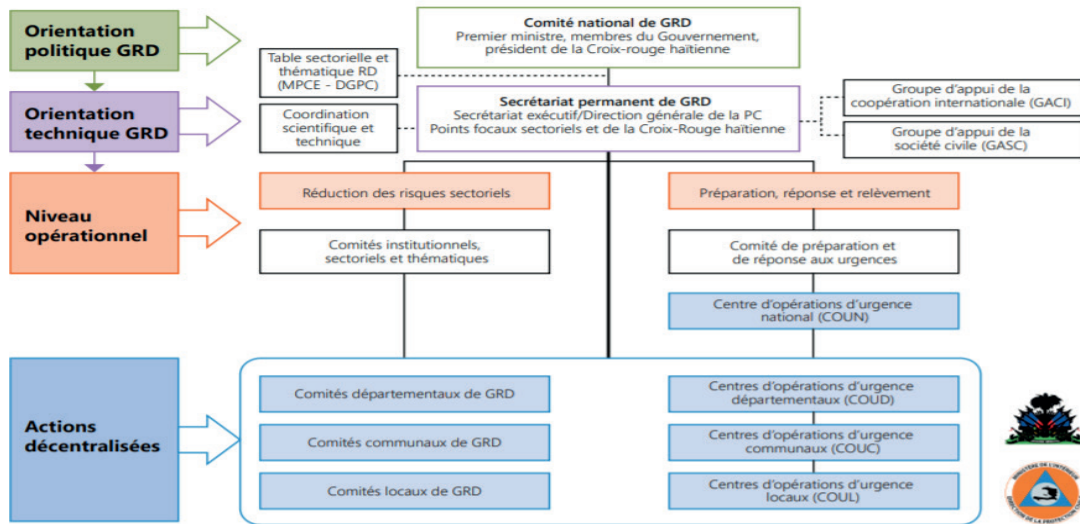 Orientation
politique GRD
Comité national de GRD
Premier ministre, membres du Gouvernement,
président de la Croix-rouge haïtienne
Table sectorielle et
thématique RD
(MPCE - DGPC)
Orientation
technique GRD
Coordination
scientifique et
technique
Secrétariat permanent de GRD
Secrétariat exécutif/Direction générale de la PC
Points focaux sectoriels et de la Croix-Rouge haïtienne
Groupe d'appui de la
coopération internationale (GACI)
Groupe d'appui de la
société civile (GASC)
Niveau
opérationnel
Réduction des risques sectoriels
Préparation, réponse et relèvement
Comités institutionnels,
sectoriels et thématiques
Comité de préparation et
de réponse aux urgences
Centre d'opérations d'urgence
national (COUN)
Actions
décentralisées
Comités départementaux de GRD
Centres d'opérations d'urgence
départementaux (COUD)
Comités communaux de GRD
Centres d'opérations d'urgence
communaux (COUC)
Comités locaux de GRD
Centres d'opérations d'urgence
locaux (COUL)
MINISTÈRE DE L'INTÉRIEUR